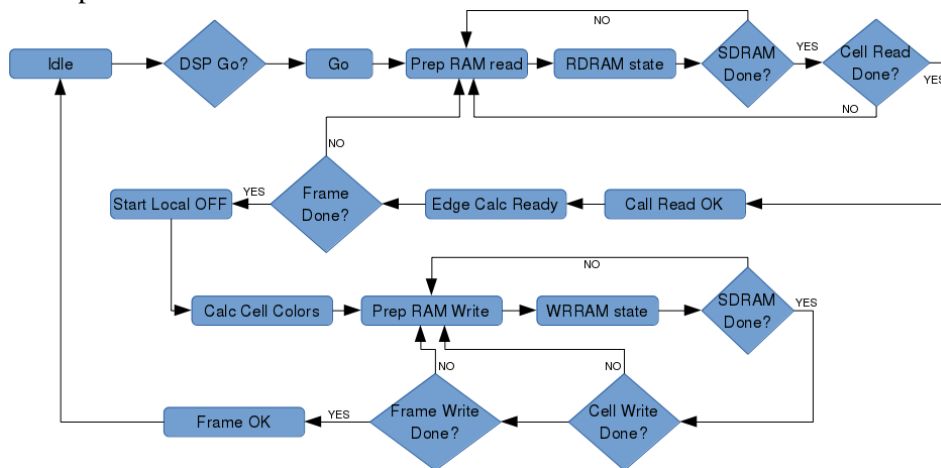 NO
Idle
DSP Go?
Go
Prep RAM read
RDRAM state
SDRAM
Done?
YES
Cell Read
Done?
YES
NO
NO
Start Local OFF
YES
Frame
Done?
Edge Calc Ready
Call Read OK
NO
Calc Cell Colors
Prep RAM Write
WRRAM state
SDRAM
Done?
YES
NO
NO
Frame OK
YES
Frame Write
Done?
Cell Write
Done?